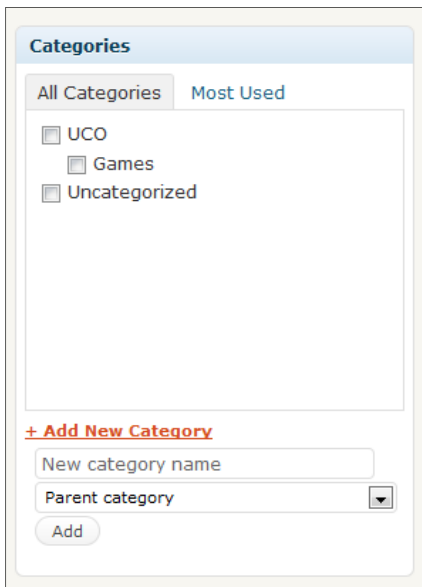 Categories
All Categories Most Used
UCO
Games
Uncategorized
+ Add New Category
New category name
Parent category
Add